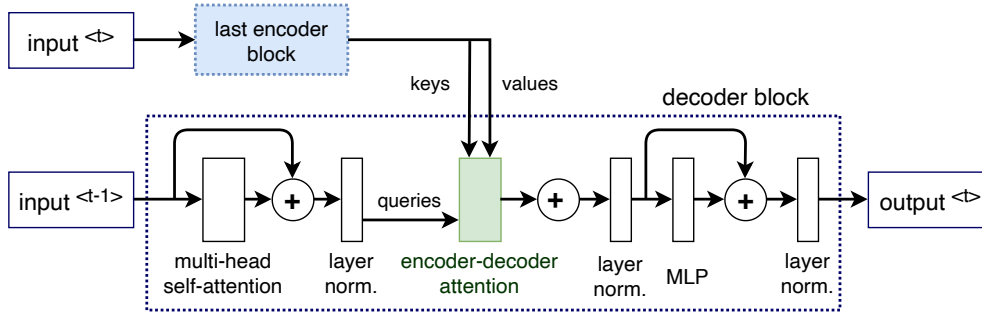 input <t>
last encoder
block
keys
values
decoder block
input <t-1>
+
queries
+
+
output <t>
multi-head
self-attention
layer
norm.
encoder-decoder
attention
layer
norm.
MLP
layer
norm.